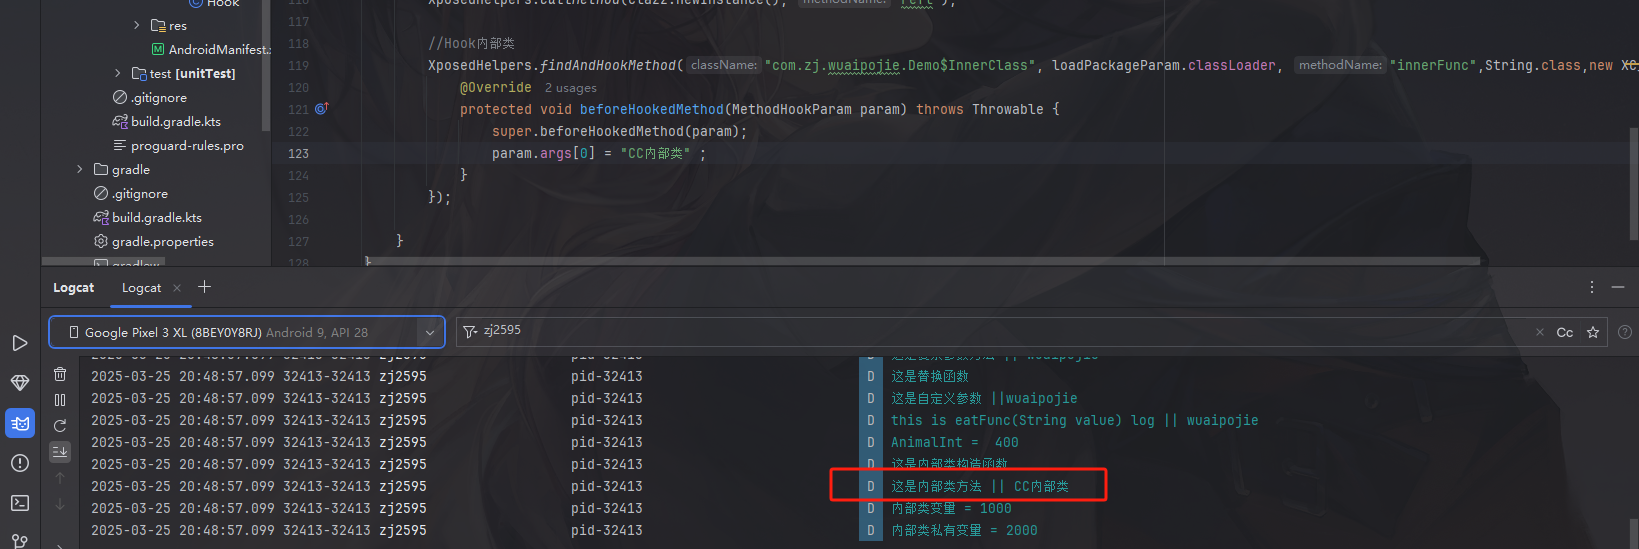 Hook
res
AndroidManifest.
test [unitTest]
.gitignore
build.gradle.kts
proguard-rules.pro
gradle
.gitignore
build.gradle.kts
gradle.properties
gradlew
117
118 //Hook内部类
119 XposedHelpers.findAndHookMethod( className: "com.zj.wuaipojie.Demo$InnerClass", loadPackageParam.classLoader, methodName: "innerFunc",String.class,new XC
120 @Override 2 usages
121 protected void beforeHookedMethod(MethodHookParam param) throws Throwable {
122 super.beforeHookedMethod(param);
123 param.args[0] = "CC内部类" ;
124 }
125 });
126
127 }
128 }
Logcat Logcat × +
Google Pixel 3 XL (8BEY0Y8RJ) Android 9, API 28
zj2595 × Cc
2025-03-25 20:48:57.099 32413-32413 zj2595 pid-32413 D 这是替换函数
2025-03-25 20:48:57.099 32413-32413 zj2595 pid-32413 D 这是自定义参数 ||wuaipojie
2025-03-25 20:48:57.099 32413-32413 zj2595 pid-32413 D this is eatFunc(String value) log || wuaipojie
2025-03-25 20:48:57.099 32413-32413 zj2595 pid-32413 D AnimalInt = 400
2025-03-25 20:48:57.099 32413-32413 zj2595 pid-32413 D 这是内部类构造函数
2025-03-25 20:48:57.099 32413-32413 zj2595 pid-32413 D 这是内部类方法 || CC内部类
2025-03-25 20:48:57.099 32413-32413 zj2595 pid-32413 D 内部类变量 = 1000
2025-03-25 20:48:57.099 32413-32413 zj2595 pid-32413 D 内部类私有变量 = 2000